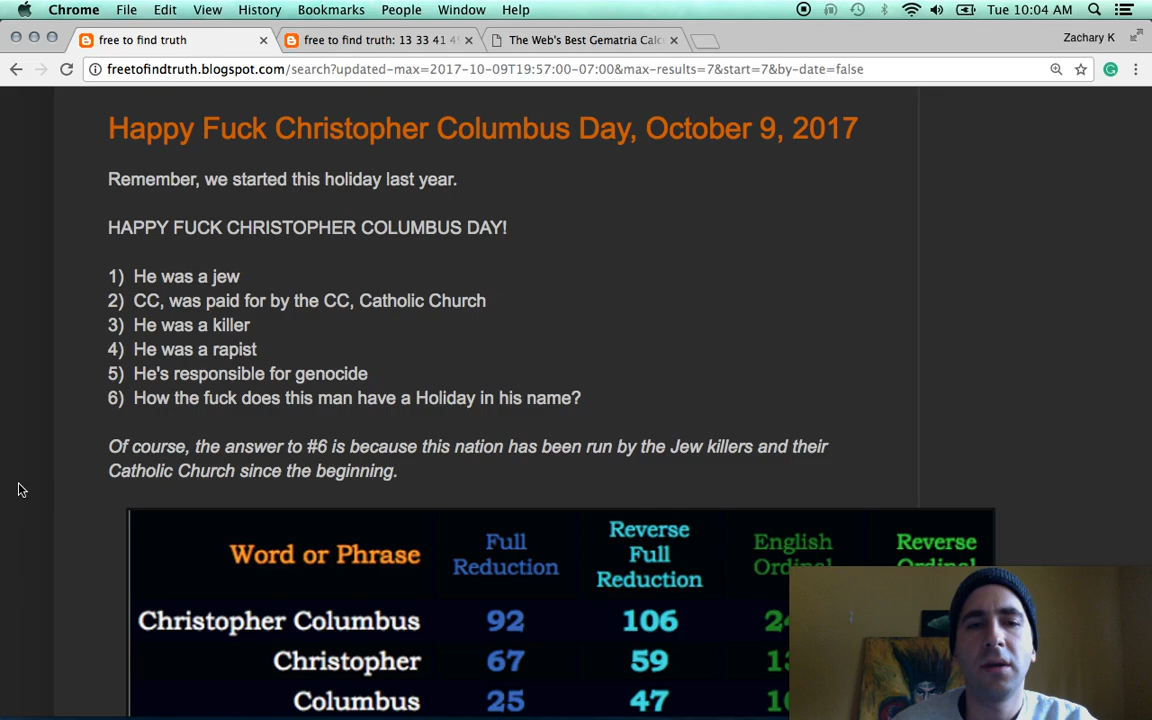 Chrome File Edit View History Bookmarks People Window Help Tue 10:04 AM
free to find truth × free to find truth: 13 33 41 4 × The Web's Best Gematria Calc × Zachary K
freetofindtruth.blogspot.com/search?updated-max=2017-10-09T19:57:00-07:00&max-results=7&start=7&by-date=false
Happy Fuck Christopher Columbus Day, October 9, 2017
Remember, we started this holiday last year.
HAPPY FUCK CHRISTOPHER COLUMBUS DAY!
1) He was a jew
2) CC, was paid for by the CC, Catholic Church
3) He was a killer
4) He was a rapist
5) He's responsible for genocide
6) How the fuck does this man have a Holiday in his name?
Of course, the answer to #6 is because this nation has been run by the Jew killers and their
Catholic Church since the beginning.
Word or Phrase Full Reduction Reverse Full Reduction English Reverse
Christopher Columbus 92 106
Christopher 67 59
Columbus 25 47